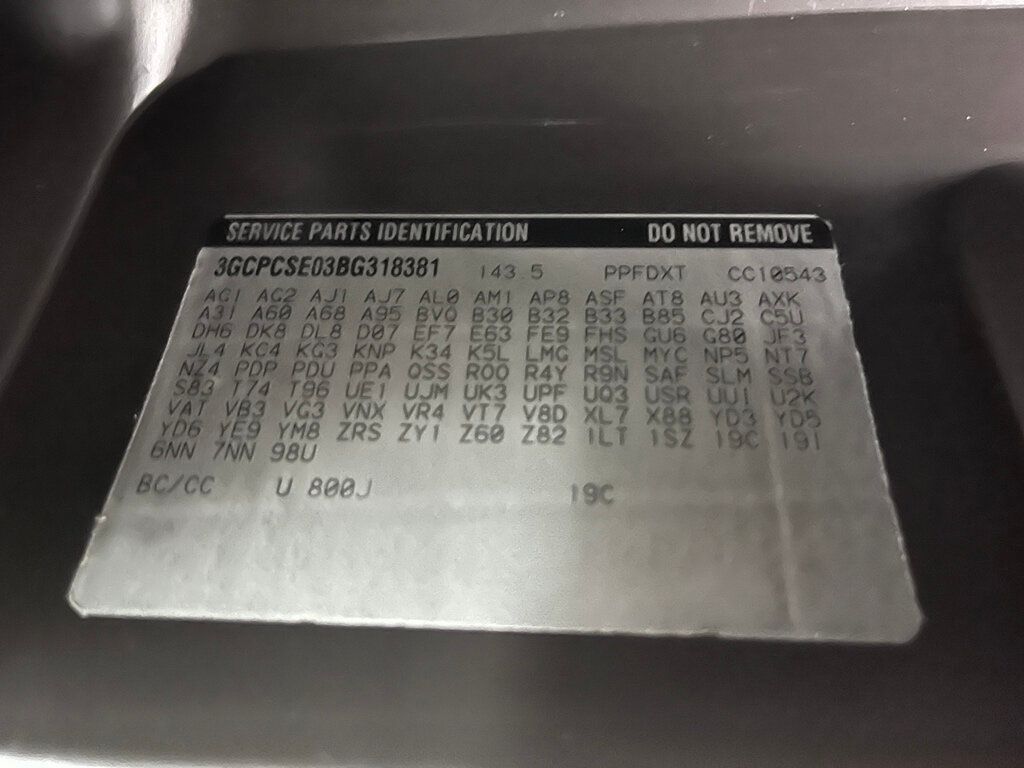 SERVICE PARTS IDENTIFICATION DO NOT REMOVE
3GCPCSE03BG318381 143.5 PPFDXT CC10543
AG1 AG2 AJ1 AJ7 AL0 AM1 AP8 ASF AT8 AU3 AXK
A31 A60 A68 A95 BVQ B30 B32 B33 B85 CJ2 C5U
DH6 DK8 DL8 D07 EF7 E63 FE9 FHS GU6 G80 JF3
JL4 KC4 KG3 KNP K34 K5L LMG MSL MYC NP5 NT7
NZ4 PDP PDU PPA QSS R00 R4Y R9N SAF SLM SSB
S83 T74 T96 UE1 UJM UK3 UPF UQ3 USR UU1 U2K
VAT VB3 VG3 VNX VR4 VT7 V8D XL7 X88 YD3 YD5
YD6 YE9 YM8 ZRS ZY1 Z60 Z82 1LT 1SZ 19C 19I
6NN 7NN 98U
BC/CC U 800J 19C